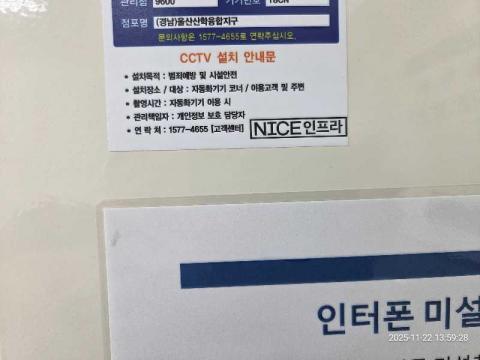 관리점 9600 기기번호 18CN
점포명 (경남)울산산학융합지구
문의사항은 1577-4655로 연락주십시오.
CCTV 설치 안내문
• 설치목적 : 범죄예방 및 시설안전
• 설치장소 / 대상 : 자동화기기 코너 / 이용고객 및 주변
• 촬영시간 : 자동화기기 이용 시
• 관리책임자 : 개인정보 보호 담당자
• 연 락 처 : 1577-4655 [고객센터]
NICE인프라
인터폰 미설
2025-11-22 13:59:28